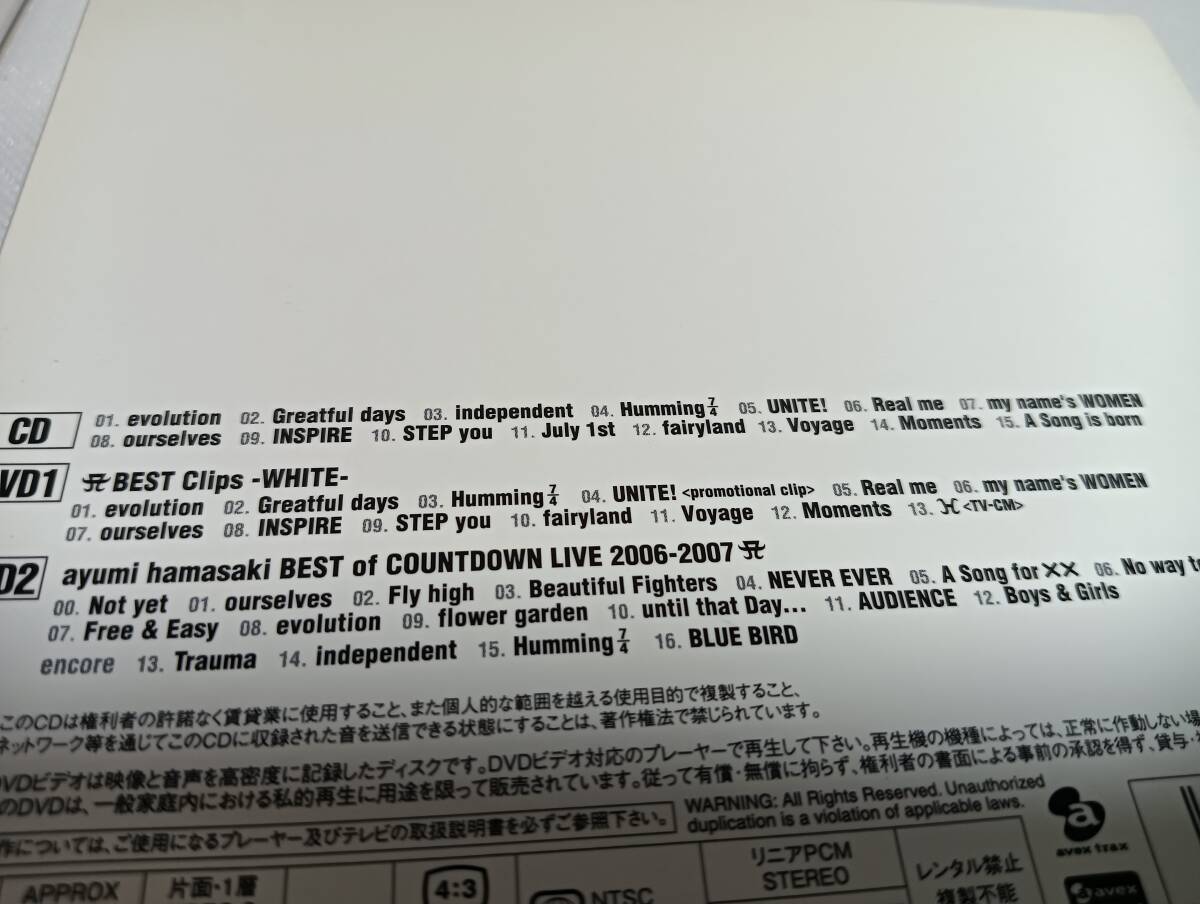 CD 01. evolution 02. Greatful days 03. independent 04. Humming 7/4 05. UNITE! 06. Real me 07. my name's WOMEN
08. ourselves 09. INSPIRE 10. STEP you 11. July 1st 12. fairyland 13. Voyage 14. Moments 15. A Song is born
VD1 BEST Clips -WHITE-
01. evolution 02. Greatful days 03. Humming 7/4 04. UNITE! <promotional clip> 05. Real me 06. my name's WOMEN
07. ourselves 08. INSPIRE 09. STEP you 10. fairyland 11. Voyage 12. Moments 13. <TV-CM>
D2 ayumi hamasaki BEST of COUNTDOWN LIVE 2006-2007
00. Not yet 01. ourselves 02. Fly high 03. Beautiful Fighters 04. NEVER EVER 05. A Song for ×× 06. No way to
07. Free & Easy 08. evolution 09. flower garden 10. until that Day... 11. AUDIENCE 12. Boys & Girls
encore 13. Trauma 14. independent 15. Humming 7/4 16. BLUE BIRD
このCDは権利者の許諾なく賃貸業に使用すること、また個人的な範囲を越える使用目的で複製すること、
ネットワーク等を通じてこのCDに収録された音を送信できる状態にすることは、著作権法で禁じられています。
DVDビデオは映像と音声を高密度に記録したディスクです。DVDビデオ対応のプレーヤーで再生して下さい。再生機の機種によっては、正常に作動しない場
のDVDは、一般家庭内における私的再生に用途を限って販売されています。従って有償・無償に拘らず、権利者の書面による事前の承認を得ず、貸与・
作については、ご使用になるプレーヤー及びテレビの取扱説明書を必ずご参照下さい。
WARNING: All Rights Reserved. Unauthorized
duplication is a violation of applicable laws.
a
avex trax
APPROX
片面・1層
4:3
NTSC
リニアPCM
STEREO
レンタル禁止
複製不能
avex